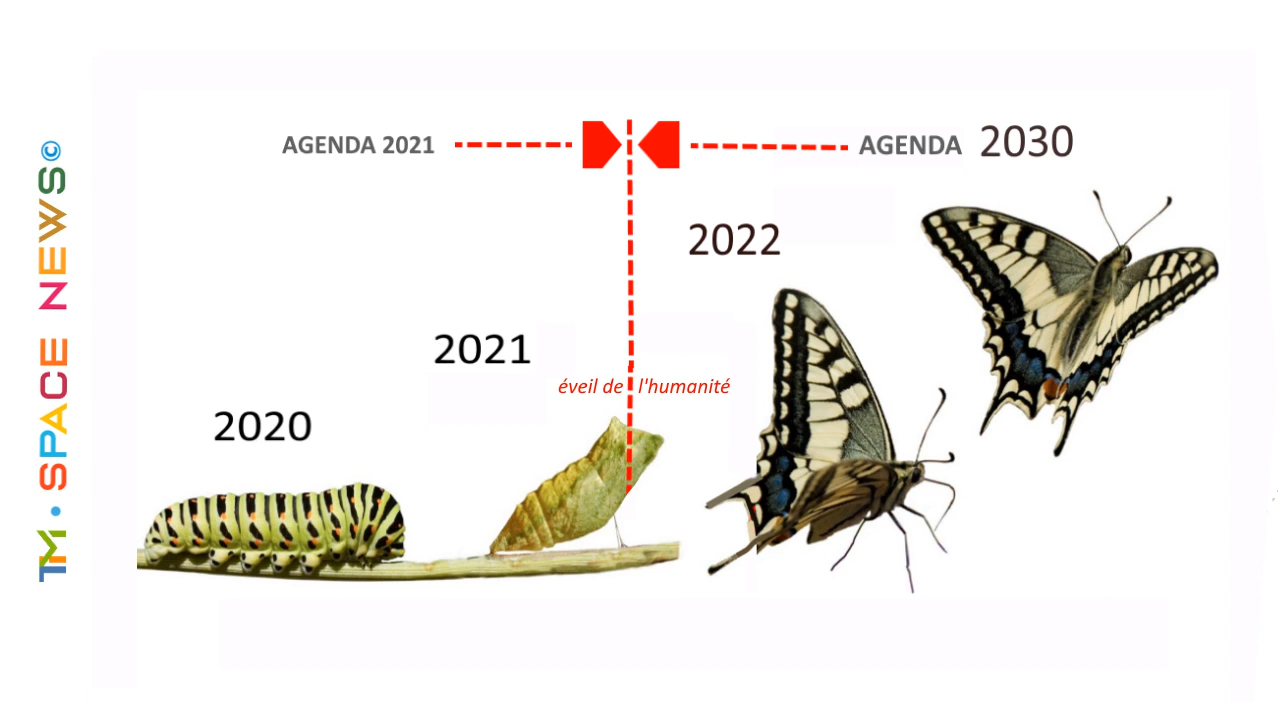 AGENDA 2021
AGENDA 2030
2022
2021
éveil de l'humanité
2020
TM • SPACE NEWS©